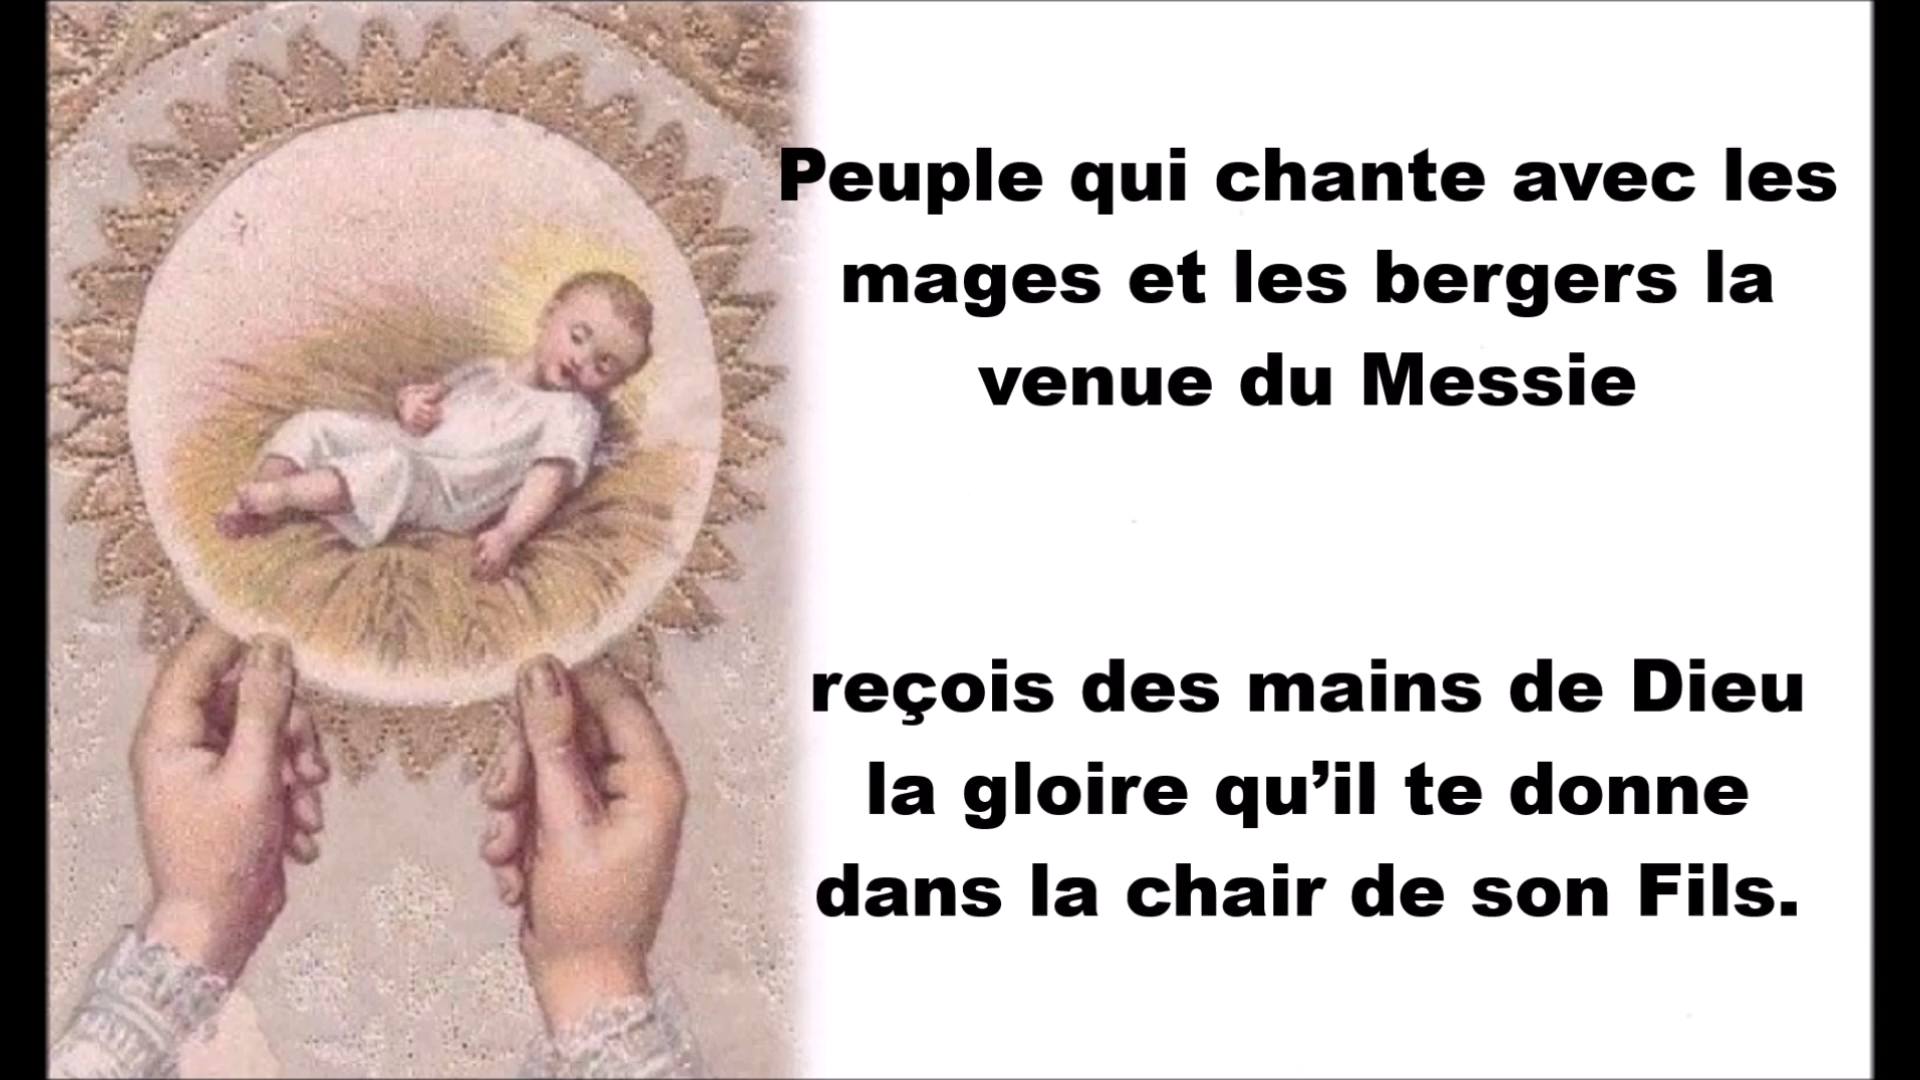 Peuple qui chante avec les
mages et les bergers la
venue du Messie
reçois des mains de Dieu
la gloire qu’il te donne
dans la chair de son Fils.